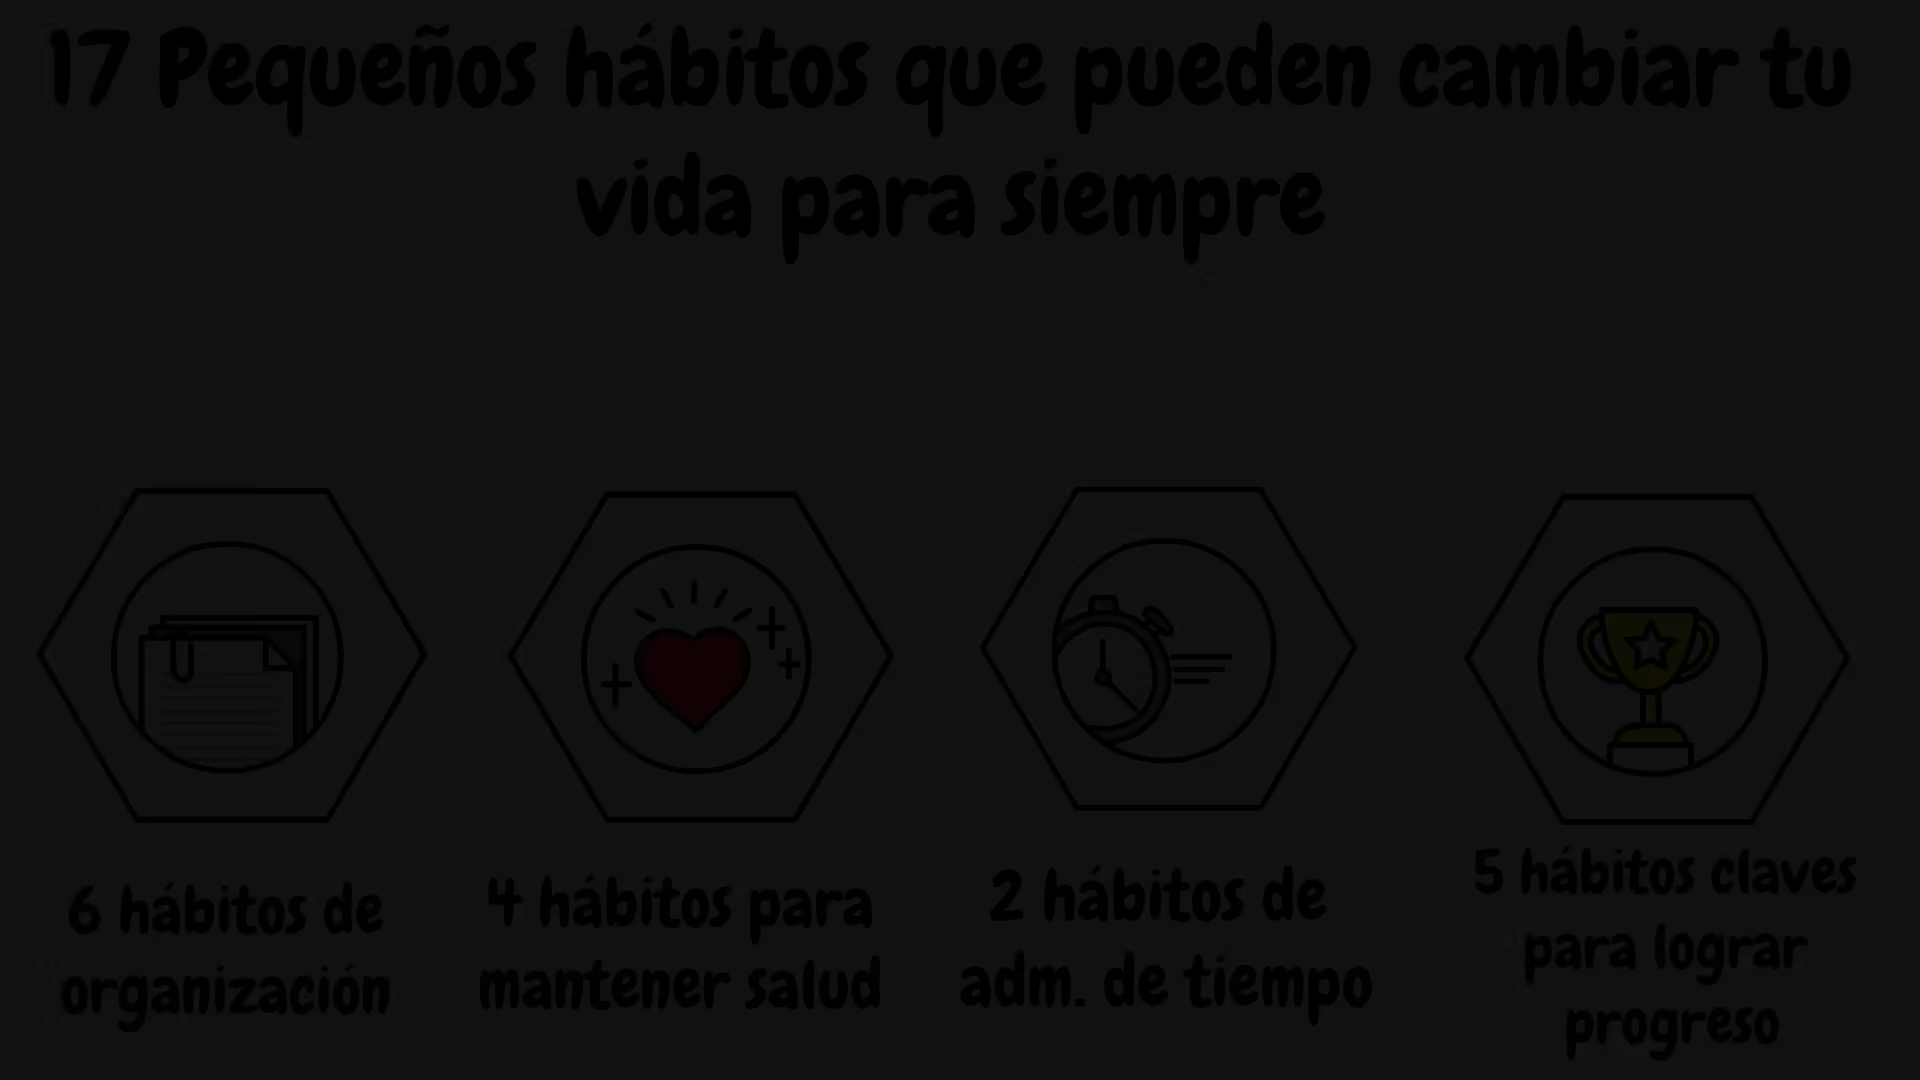 17 Pequeños hábitos que pueden cambiar tu
vida para siempre
6 hábitos de
organización
4 hábitos para
mantener salud
2 hábitos de
adm. de tiempo
5 hábitos claves
para lograr
progreso